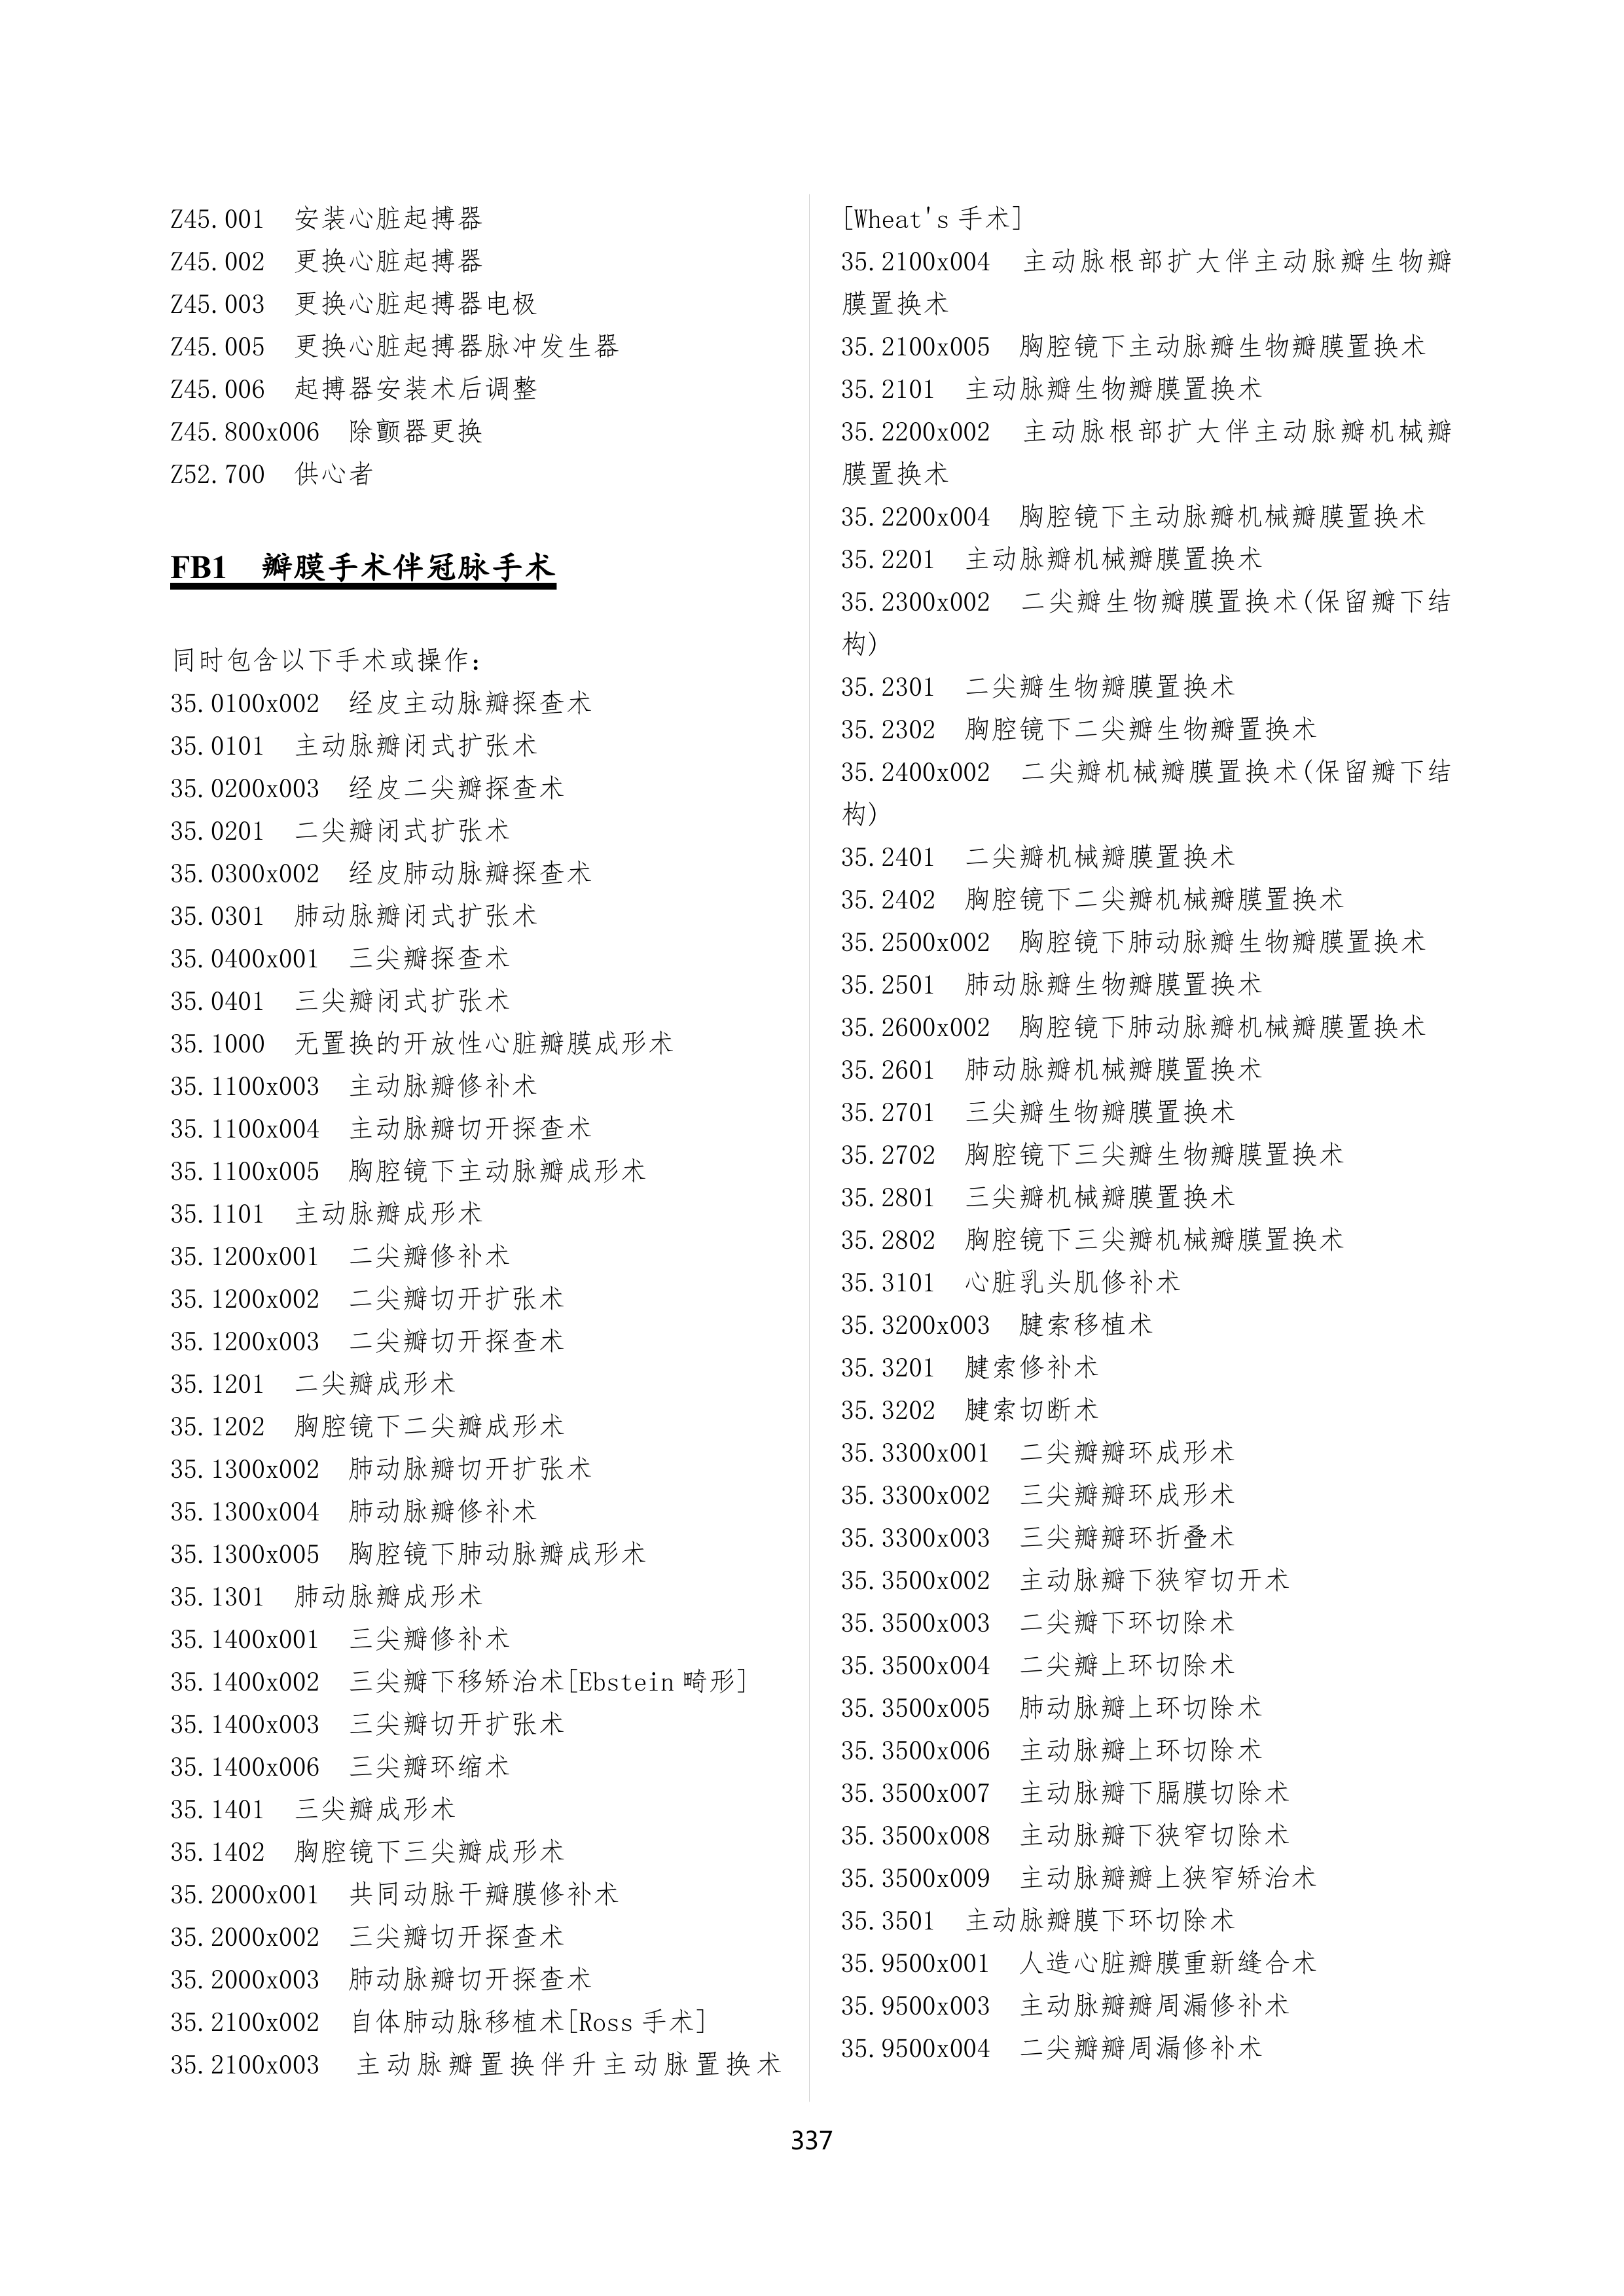 Z45.001 安装心脏起搏器
Z45.002 更换心脏起搏器
Z45.003 更换心脏起搏器电极
Z45.005 更换心脏起搏器脉冲发生器
Z45.006 起搏器安装术后调整
Z45.800x006 除颤器更换
Z52.700 供心者
FB1 瓣膜手术伴冠脉手术
同时包含以下手术或操作：
35.0100x002 经皮主动脉瓣探查术
35.0101 主动脉瓣闭式扩张术
35.0200x003 经皮二尖瓣探查术
35.0201 二尖瓣闭式扩张术
35.0300x002 经皮肺动脉瓣探查术
35.0301 肺动脉瓣闭式扩张术
35.0400x001 三尖瓣探查术
35.0401 三尖瓣闭式扩张术
35.1000 无置换的开放性心脏瓣膜成形术
35.1100x003 主动脉瓣修补术
35.1100x004 主动脉瓣切开探查术
35.1100x005 胸腔镜下主动脉瓣成形术
35.1101 主动脉瓣成形术
35.1200x001 二尖瓣修补术
35.1200x002 二尖瓣切开扩张术
35.1200x003 二尖瓣切开探查术
35.1201 二尖瓣成形术
35.1202 胸腔镜下二尖瓣成形术
35.1300x002 肺动脉瓣切开扩张术
35.1300x004 肺动脉瓣修补术
35.1300x005 胸腔镜下肺动脉瓣成形术
35.1301 肺动脉瓣成形术
35.1400x001 三尖瓣修补术
35.1400x002 三尖瓣下移矫治术[Ebstein畸形]
35.1400x003 三尖瓣切开扩张术
35.1400x006 三尖瓣环缩术
35.1401 三尖瓣成形术
35.1402 胸腔镜下三尖瓣成形术
35.2000x001 共同动脉干瓣膜修补术
35.2000x002 三尖瓣切开探查术
35.2000x003 肺动脉瓣切开探查术
35.2100x002 自体肺动脉移植术[Ross手术]
35.2100x003 主动脉瓣置换伴升主动脉置换术
[Wheat's手术]
35.2100x004 主动脉根部扩大伴主动脉瓣生物瓣
膜置换术
35.2100x005 胸腔镜下主动脉瓣生物瓣膜置换术
35.2101 主动脉瓣生物瓣膜置换术
35.2200x002 主动脉根部扩大伴主动脉瓣机械瓣
膜置换术
35.2200x004 胸腔镜下主动脉瓣机械瓣膜置换术
35.2201 主动脉瓣机械瓣膜置换术
35.2300x002 二尖瓣生物瓣膜置换术(保留瓣下结
构)
35.2301 二尖瓣生物瓣膜置换术
35.2302 胸腔镜下二尖瓣生物瓣置换术
35.2400x002 二尖瓣机械瓣膜置换术(保留瓣下结
构)
35.2401 二尖瓣机械瓣膜置换术
35.2402 胸腔镜下二尖瓣机械瓣膜置换术
35.2500x002 胸腔镜下肺动脉瓣生物瓣膜置换术
35.2501 肺动脉瓣生物瓣膜置换术
35.2600x002 胸腔镜下肺动脉瓣机械瓣膜置换术
35.2601 肺动脉瓣机械瓣膜置换术
35.2701 三尖瓣生物瓣膜置换术
35.2702 胸腔镜下三尖瓣生物瓣膜置换术
35.2801 三尖瓣机械瓣膜置换术
35.2802 胸腔镜下三尖瓣机械瓣膜置换术
35.3101 心脏乳头肌修补术
35.3200x003 腱索移植术
35.3201 腱索修补术
35.3202 腱索切断术
35.3300x001 二尖瓣瓣环成形术
35.3300x002 三尖瓣瓣环成形术
35.3300x003 三尖瓣瓣环折叠术
35.3500x002 主动脉瓣下狭窄切开术
35.3500x003 二尖瓣下环切除术
35.3500x004 二尖瓣上环切除术
35.3500x005 肺动脉瓣上环切除术
35.3500x006 主动脉瓣上环切除术
35.3500x007 主动脉瓣下膈膜切除术
35.3500x008 主动脉瓣下狭窄切除术
35.3500x009 主动脉瓣瓣上狭窄矫治术
35.3501 主动脉瓣膜下环切除术
35.9500x001 人造心脏瓣膜重新缝合术
35.9500x003 主动脉瓣瓣周漏修补术
35.9500x004 二尖瓣瓣周漏修补术
337